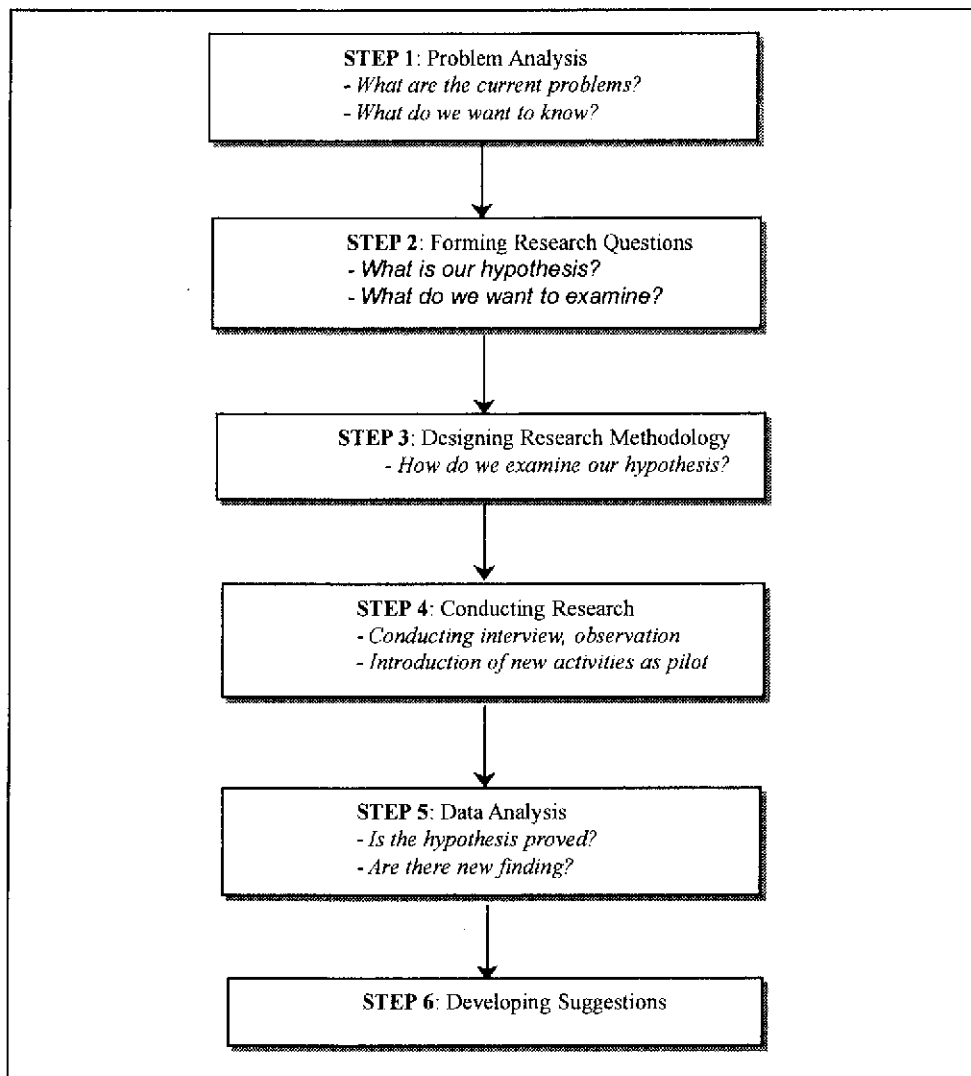 STEP 1: Problem Analysis
- What are the current problems?
- What do we want to know?
STEP 2: Forming Research Questions
- What is our hypothesis?
- What do we want to examine?
STEP 3: Designing Research Methodology
- How do we examine our hypothesis?
STEP 4: Conducting Research
- Conducting interview, observation
- Introduction of new activities as pilot
STEP 5: Data Analysis
- Is the hypothesis proved?
- Are there new finding?
STEP 6: Developing Suggestions